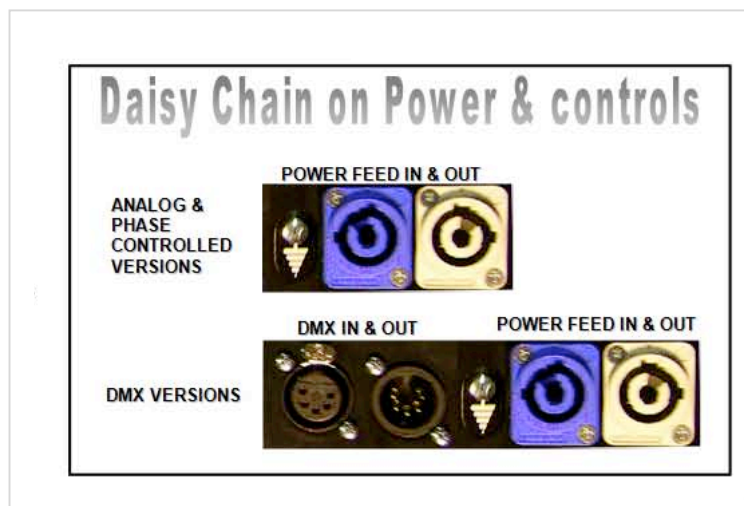 Daisy Chain on Power & controls
POWER FEED IN & OUT
ANALOG &
PHASE
CONTROLLED
VERSIONS
DMX IN & OUT
POWER FEED IN & OUT
DMX VERSIONS